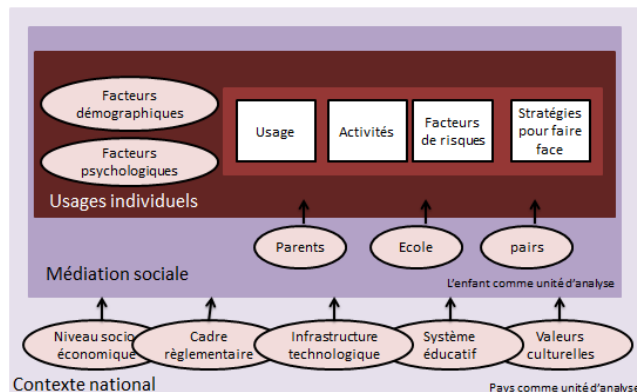 Facteurs
démographiques
Usage
Activités
Facteurs
de risques
Stratégies
pour faire
face
Facteurs
psychologiques
Usages individuels
Parents
Ecole
pairs
Médiation sociale
L'enfant comme unité d'analyse
Niveau socio
économique
Cadre
règlementaire
Infrastructure
technologique
Système
éducatif
Valeurs
culturelles
Contexte national
Pays comme unité d'analyse